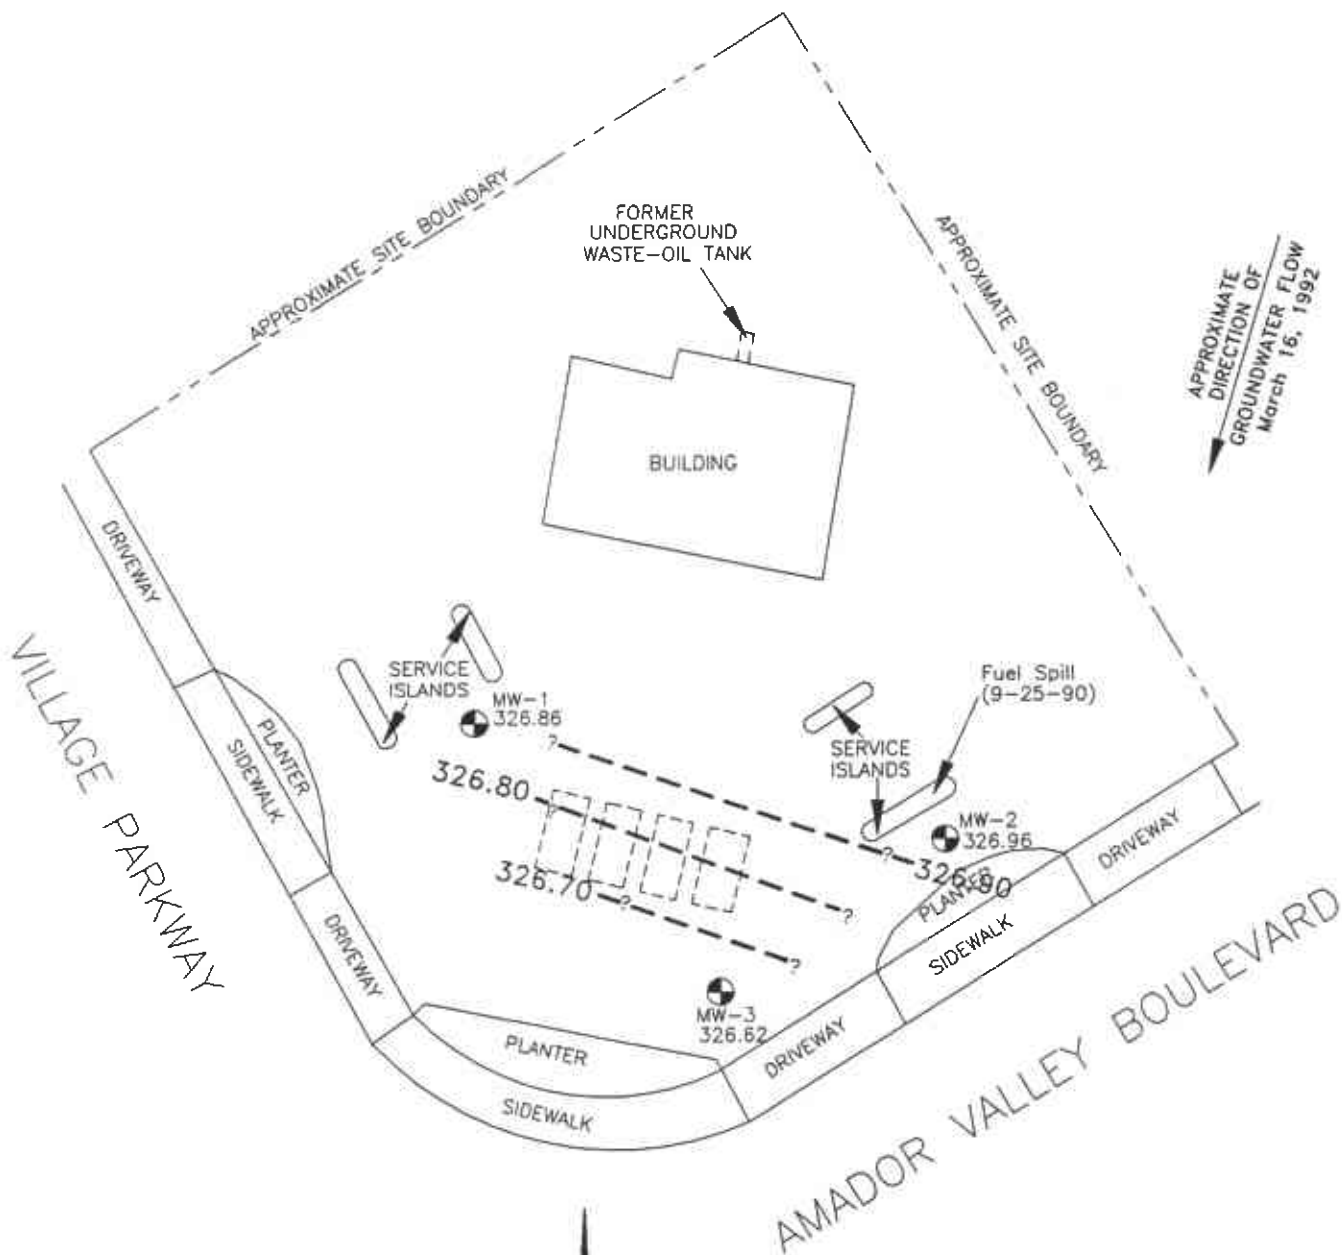 FORMER
UNDERGROUND
WASTE-OIL TANK
APPROXIMATE SITE BOUNDARY
APPROXIMATE SITE BOUNDARY
APPROXIMATE
DIRECTION OF
GROUNDWATER FLOW
March 16, 1992
BUILDING
DRIVEWAY
VILLAGE PARKWAY
SERVICE
ISLANDS
MW-1
326.86
Fuel Spill
(9-25-90)
SERVICE
ISLANDS
PLANTER
SIDEWALK
?
326.80
?
MW-2
326.96
?
326.90
PLANTER
DRIVEWAY
326.70
?
?
SIDEWALK
DRIVEWAY
?
MW-3
326.62
PLANTER
DRIVEWAY
SIDEWALK
AMADOR VALLEY BOULEVARD